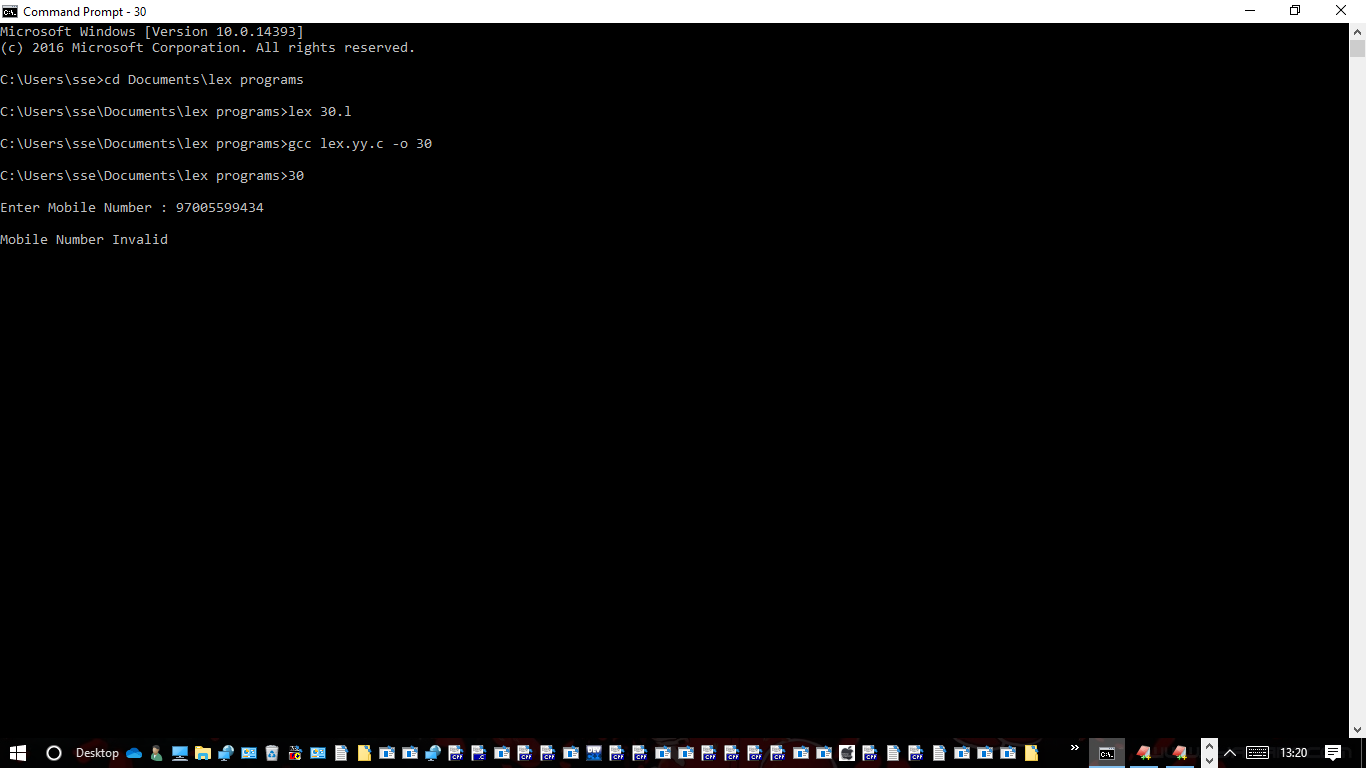 Command Prompt - 30
Microsoft Windows [Version 10.0.14393]
(c) 2016 Microsoft Corporation. All rights reserved.
C:\Users\sse>cd Documents\lex programs
C:\Users\sse\Documents\lex programs>lex 30.l
C:\Users\sse\Documents\lex programs>gcc lex.yy.c -o 30
C:\Users\sse\Documents\lex programs>30
Enter Mobile Number : 97005599434
Mobile Number Invalid
Desktop
13:20